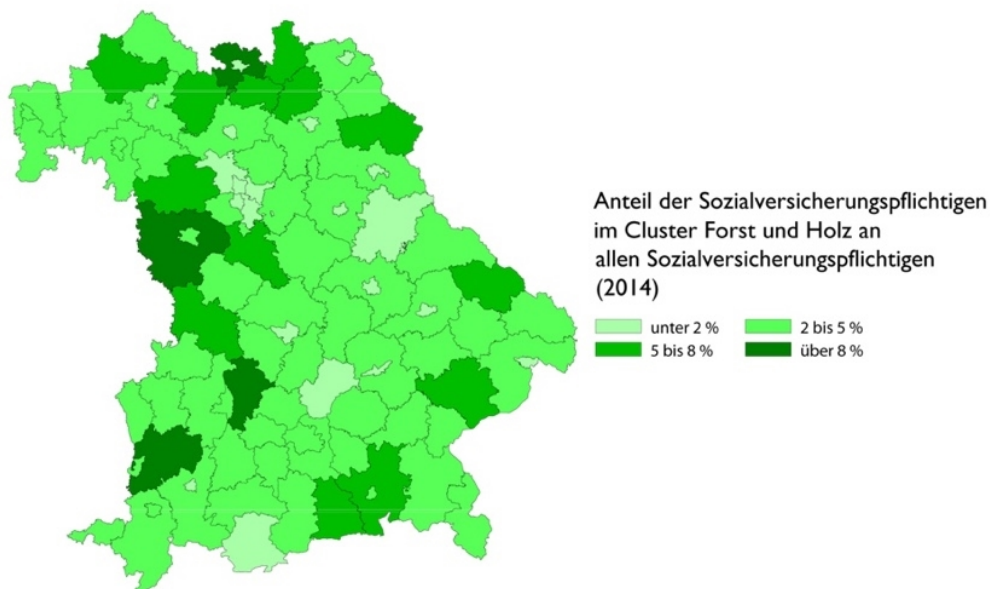 Anteil der Sozialversicherungspflichtigen
im Cluster Forst und Holz an
allen Sozialversicherungspflichtigen
(2014)
unter 2 % 2 bis 5 %
5 bis 8 % über 8 %